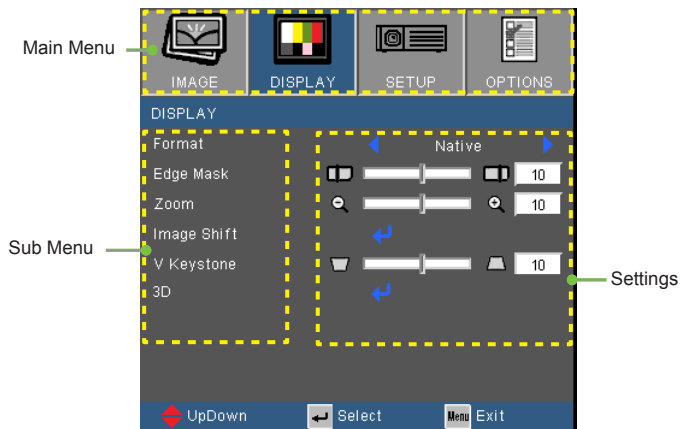 Main Menu
IMAGE
DISPLAY
SETUP
OPTIONS
DISPLAY
Format
Native
Edge Mask
10
Zoom
10
Image Shift
Sub Menu
V Keystone
10
Settings
3D
UpDown
Select
Menu
Exit